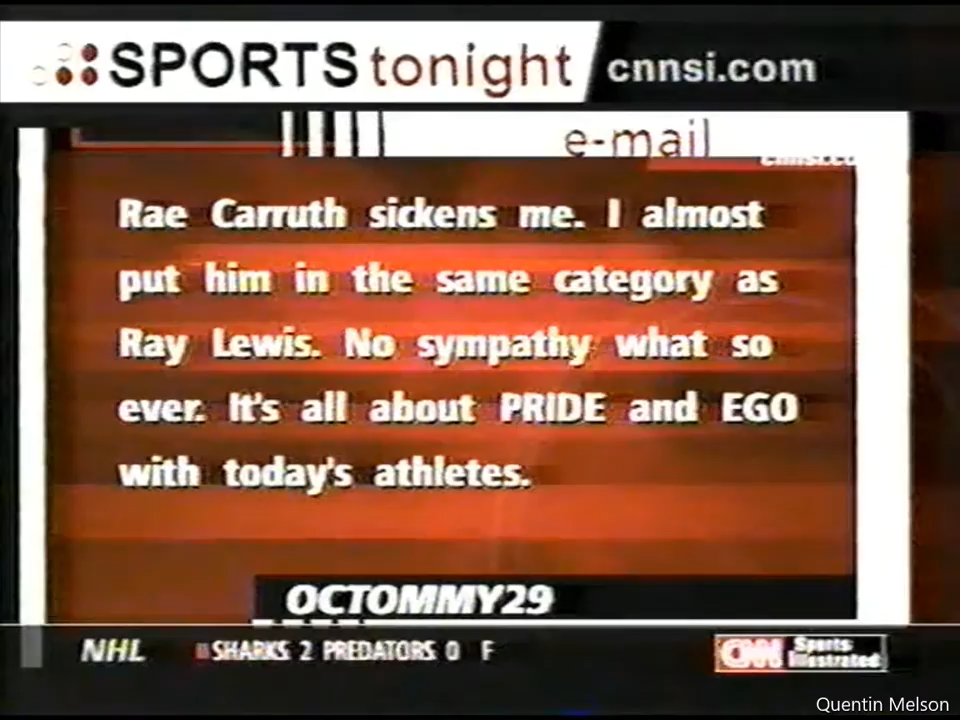 SPORTS tonight cnnsi.com
e-mail
cnnsi.co
Rae Carruth sickens me. I almost
put him in the same category as
Ray Lewis. No sympathy what so
ever. It's all about PRIDE and EGO
with today's athletes.
OCTOMMY29
NHL SHARKS 2 PREDATORS 0 F
CNN Sports
Illustrated
Quentin Melson